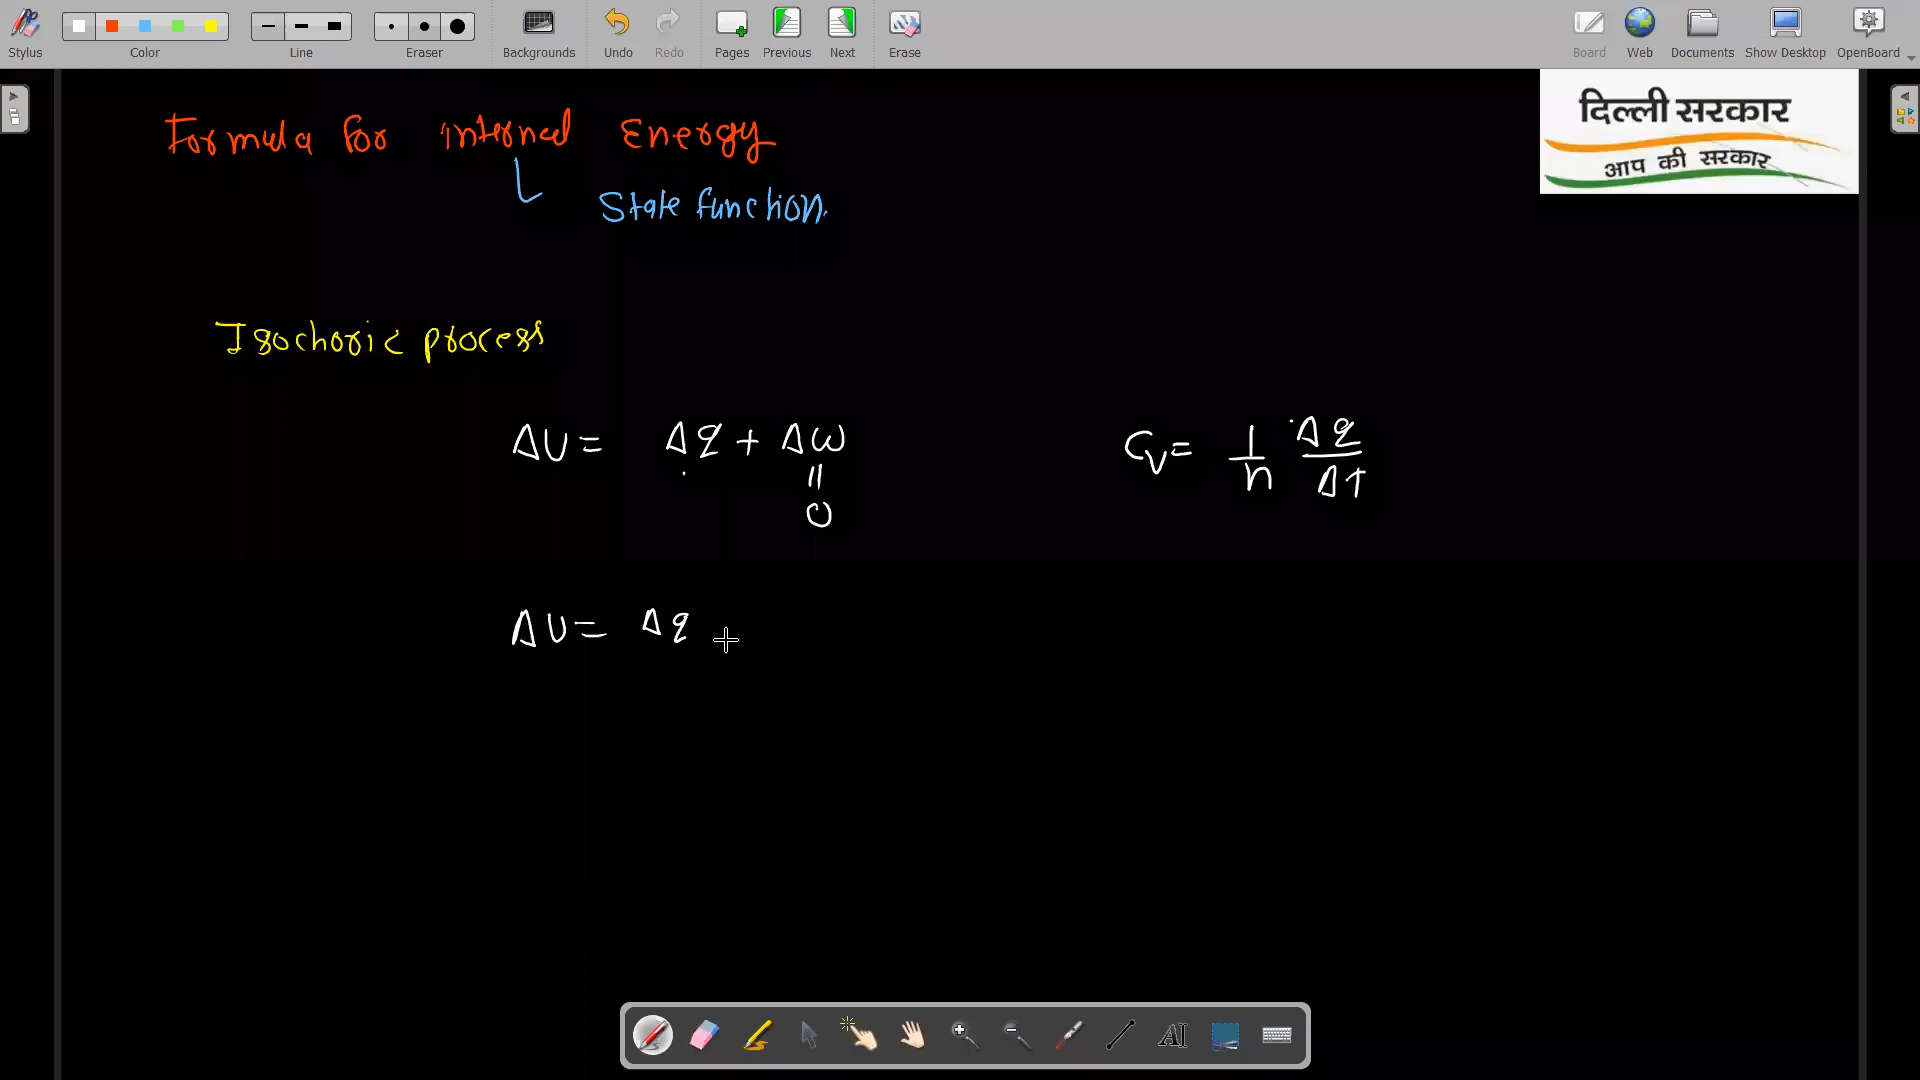 Stylus
Color
Line
Eraser
Backgrounds
Undo
Redo
Pages
Previous
Next
Erase
Board
Web
Documents
Show Desktop
OpenBoard
दिल्ली सरकार
आप की सरकार
Formula for internal Energy
State function.
Isochoric process
ΔU = Δq + Δw
||
0
Cv = 1/n Δq/ΔT
ΔU = Δq
AI